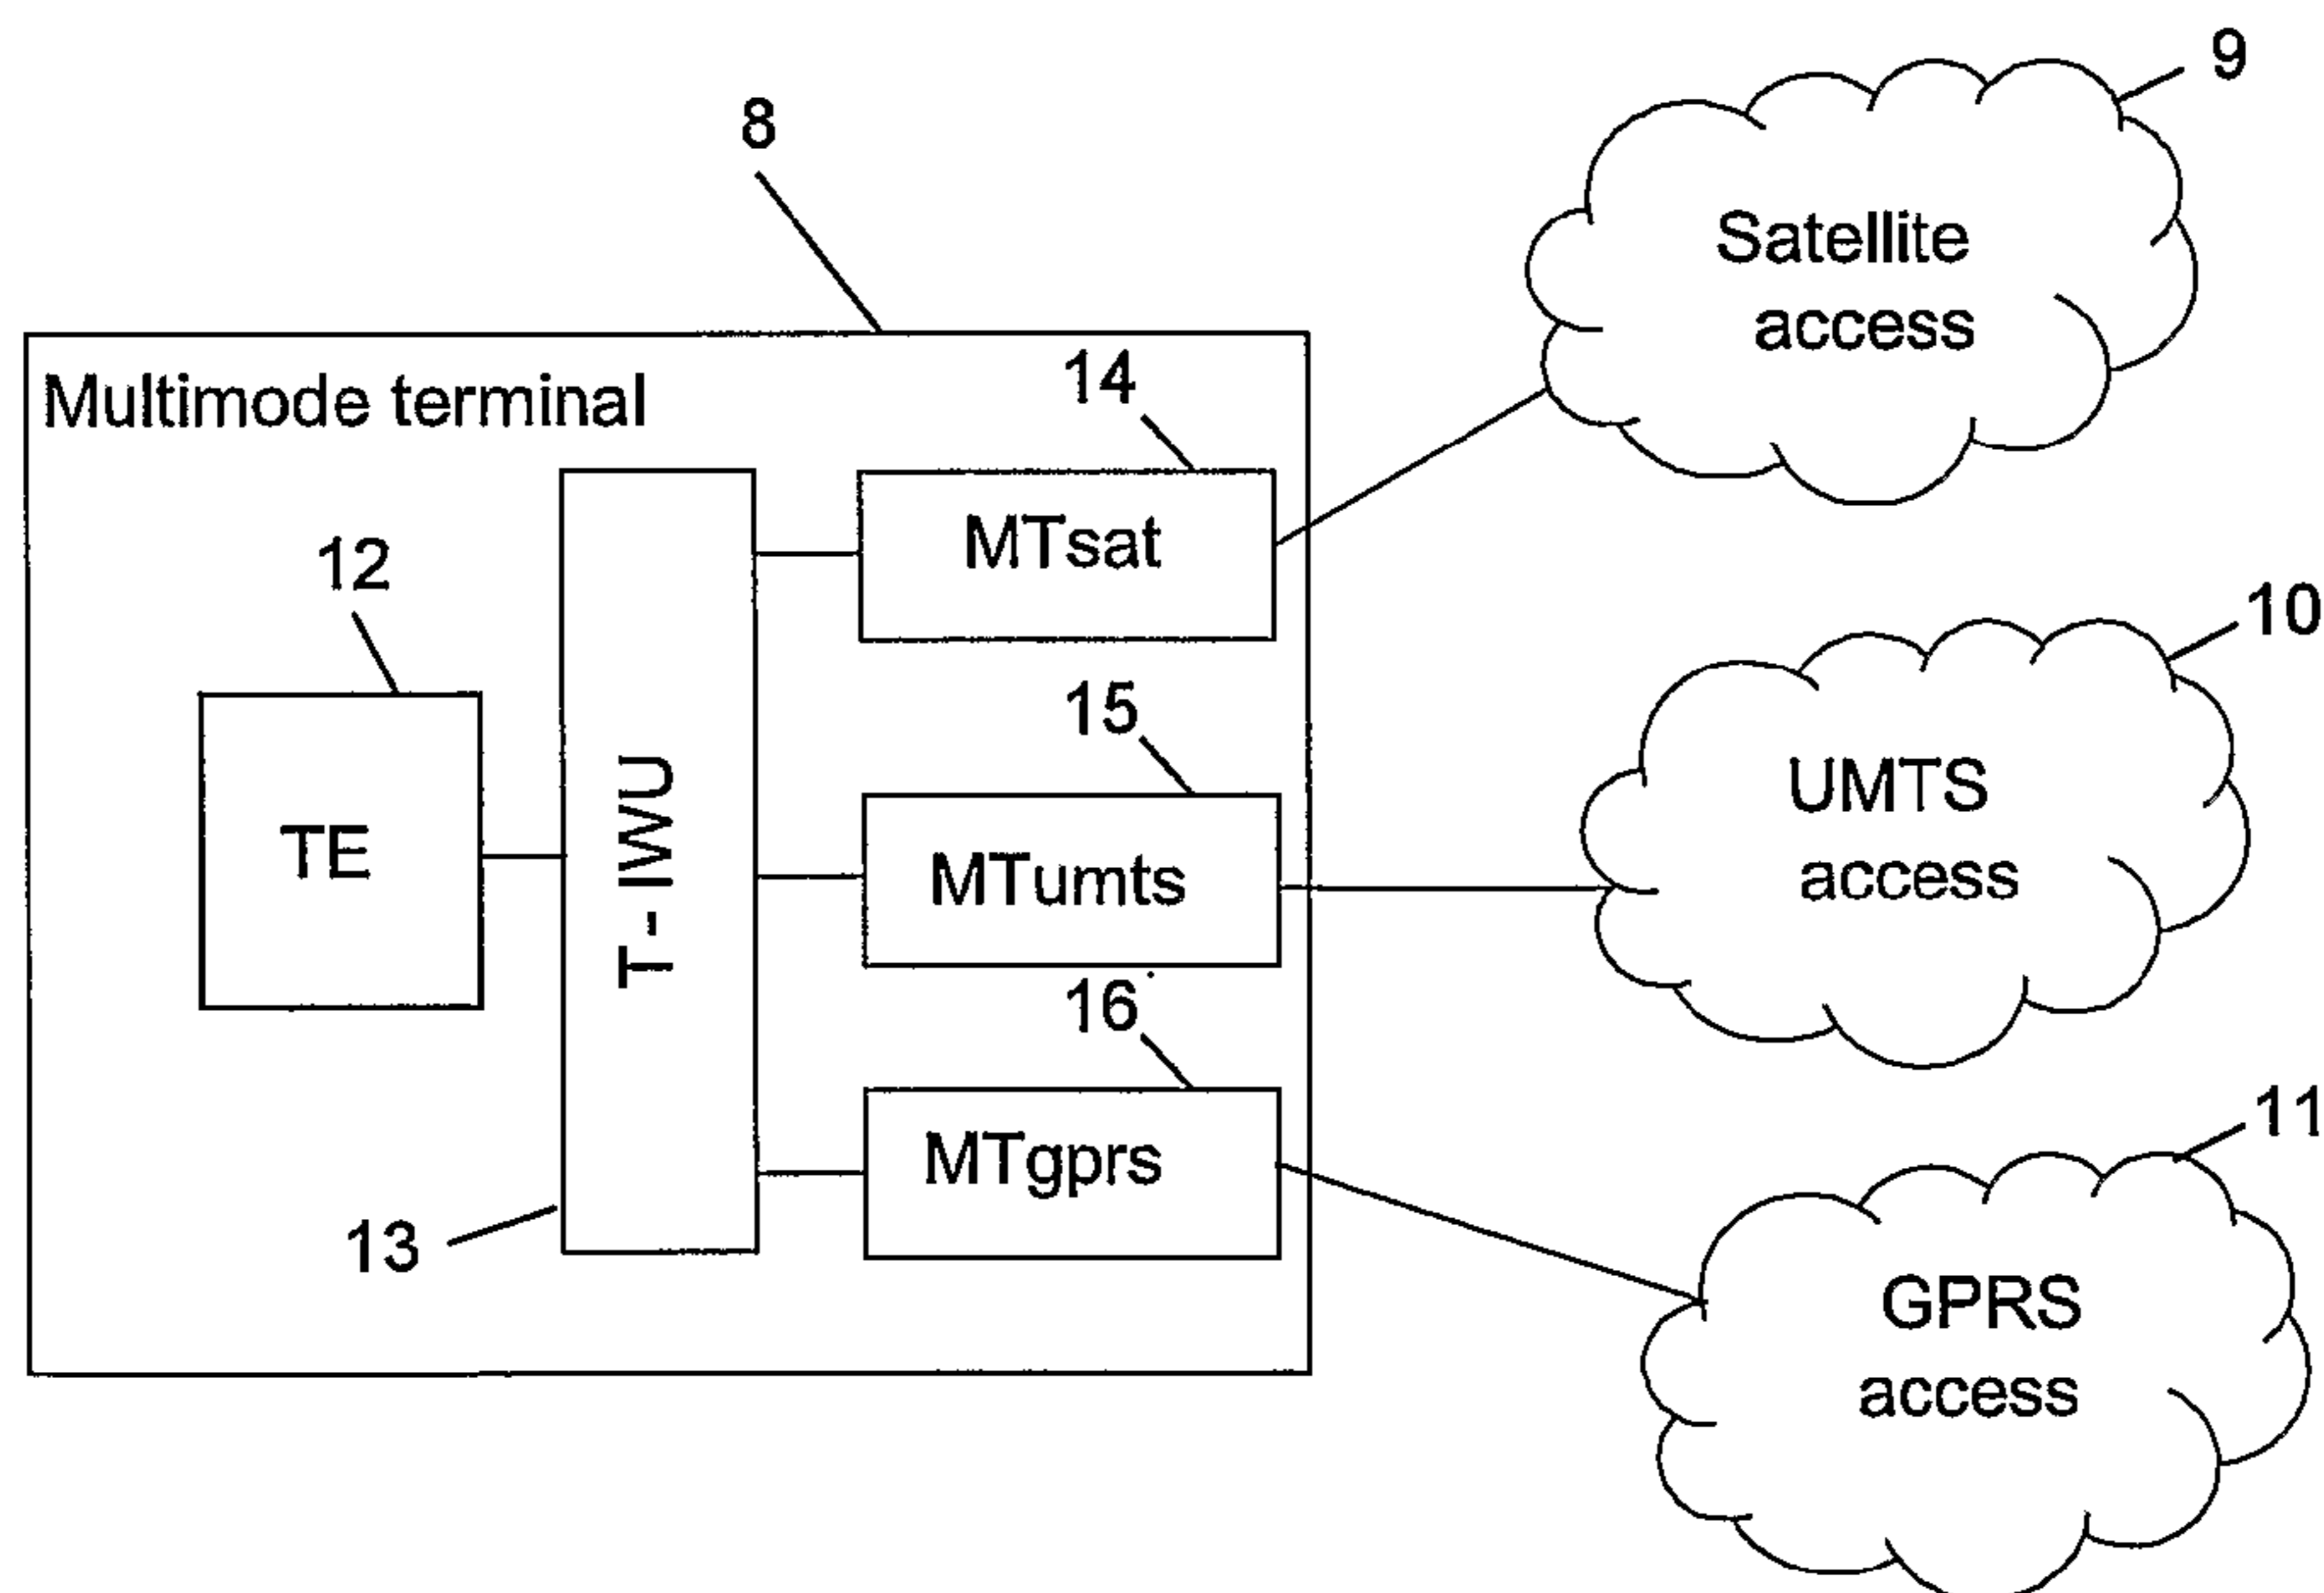 9
8
Satellite
access
Multimode terminal
14
MTsat
12
10
15
UMTS
access
TE
T - IWU
MTumts
16
11
MTgprs
13
GPRS
access